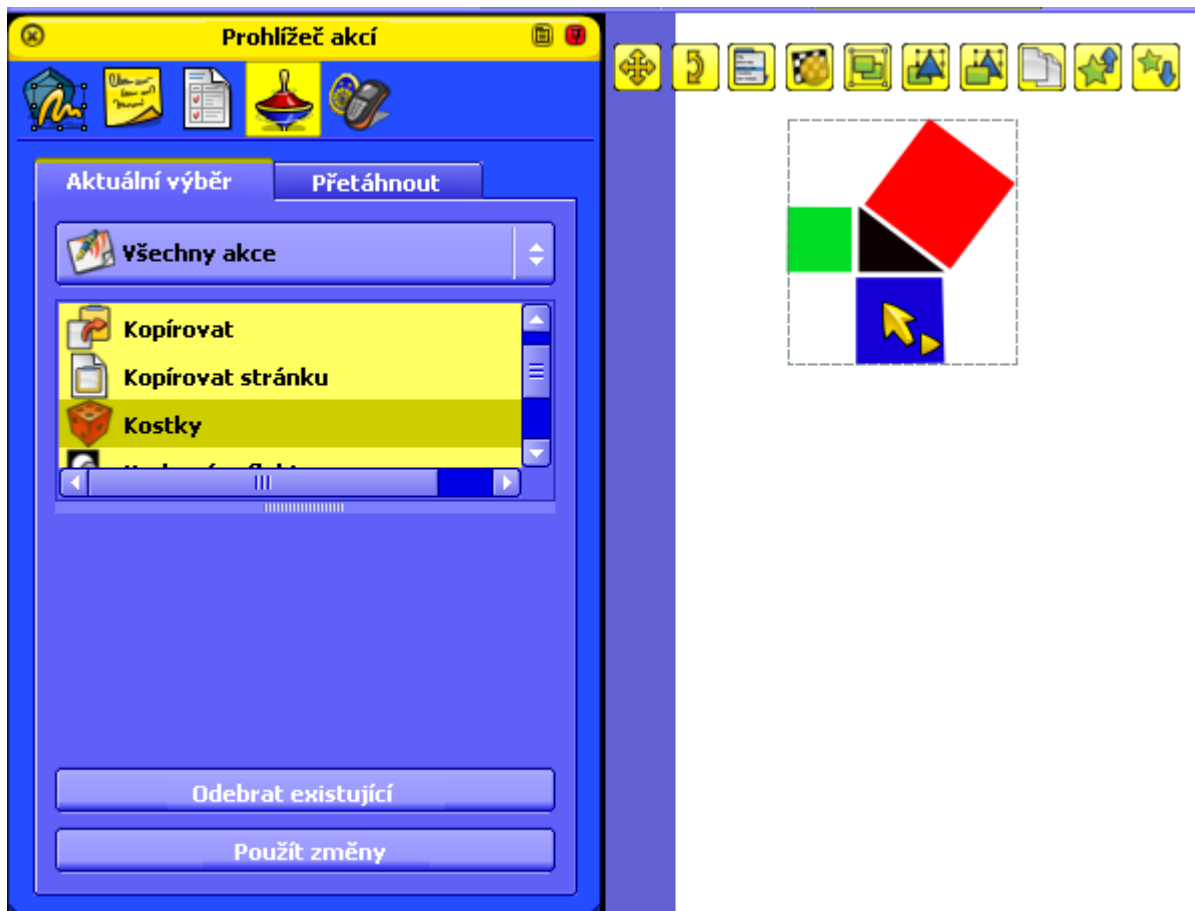 Prohlížeč akcí
Aktuální výběr
Přetáhnout
Všechny akce
Kopírovat
Kopírovat stránku
Kostky
Odebrat existující
Použít změny